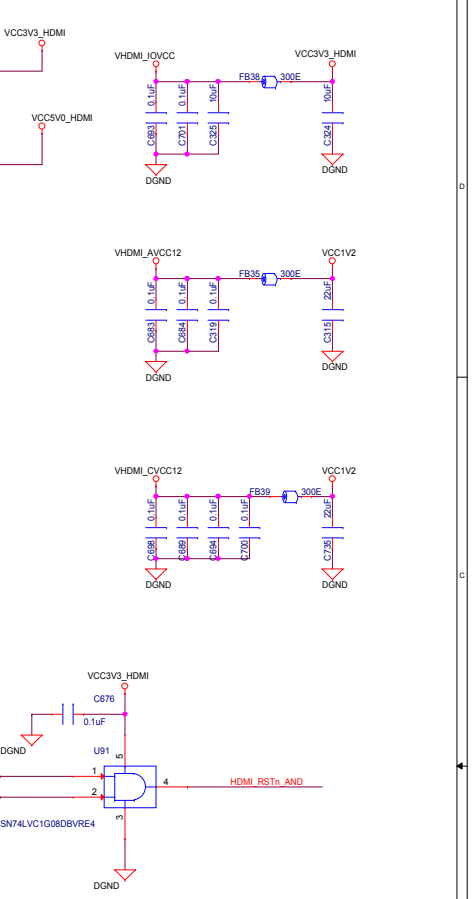 VCC3V3_HDMI
VHDMI_IOVCC
VCC3V3_HDMI
FB38
300E
0.1uF
0.1uF
10uF
10uF
C693
C701
C325
C324
DGND
DGND
VCC5V0_HDMI
D
VHDMI_AVCC12
VCC1V2
FB35
300E
0.1uF
0.1uF
0.1uF
22uF
C683
C684
C319
C315
DGND
DGND
VHDMI_CVCC12
VCC1V2
FB39
300E
0.1uF
0.1uF
0.1uF
0.1uF
22uF
C698
C689
C694
C700
C735
DGND
DGND
C
VCC3V3_HDMI
C676
0.1uF
DGND
U91
5
1
2
4
HDMI_RSTn_AND
3
SN74LVC1G08DBVRE4
DGND